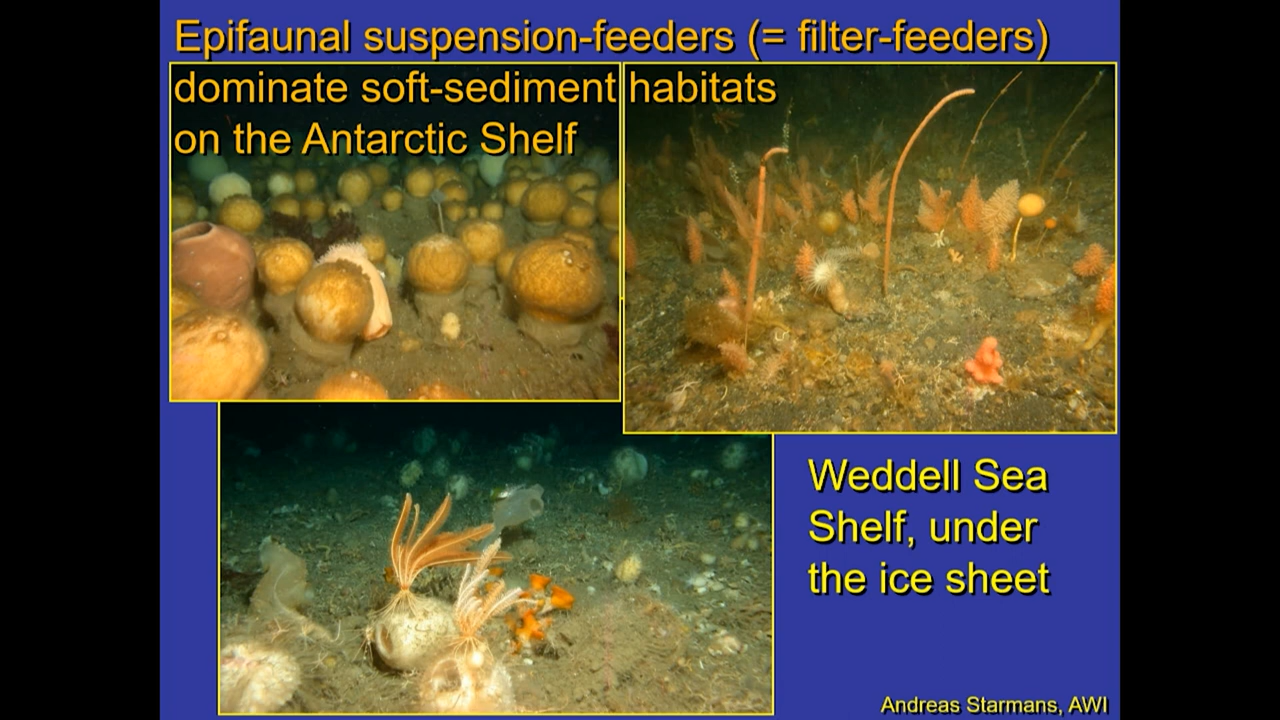 Epifaunal suspension-feeders (= filter-feeders)
dominate soft-sediment habitats
on the Antarctic Shelf
Weddell Sea
Shelf, under
the ice sheet
Andreas Starmans, AWI